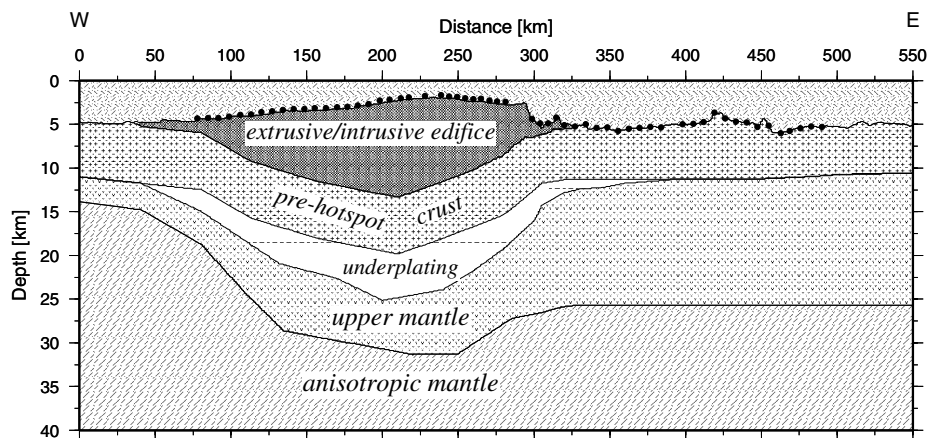 W E
Distance [km]
0 50 100 150 200 250 300 350 400 450 500 550
0
5
10
15
20
25
30
35
40
Depth [km]
extrusive/intrusive edifice
pre-hotspot crust
underplating
upper mantle
anisotropic mantle